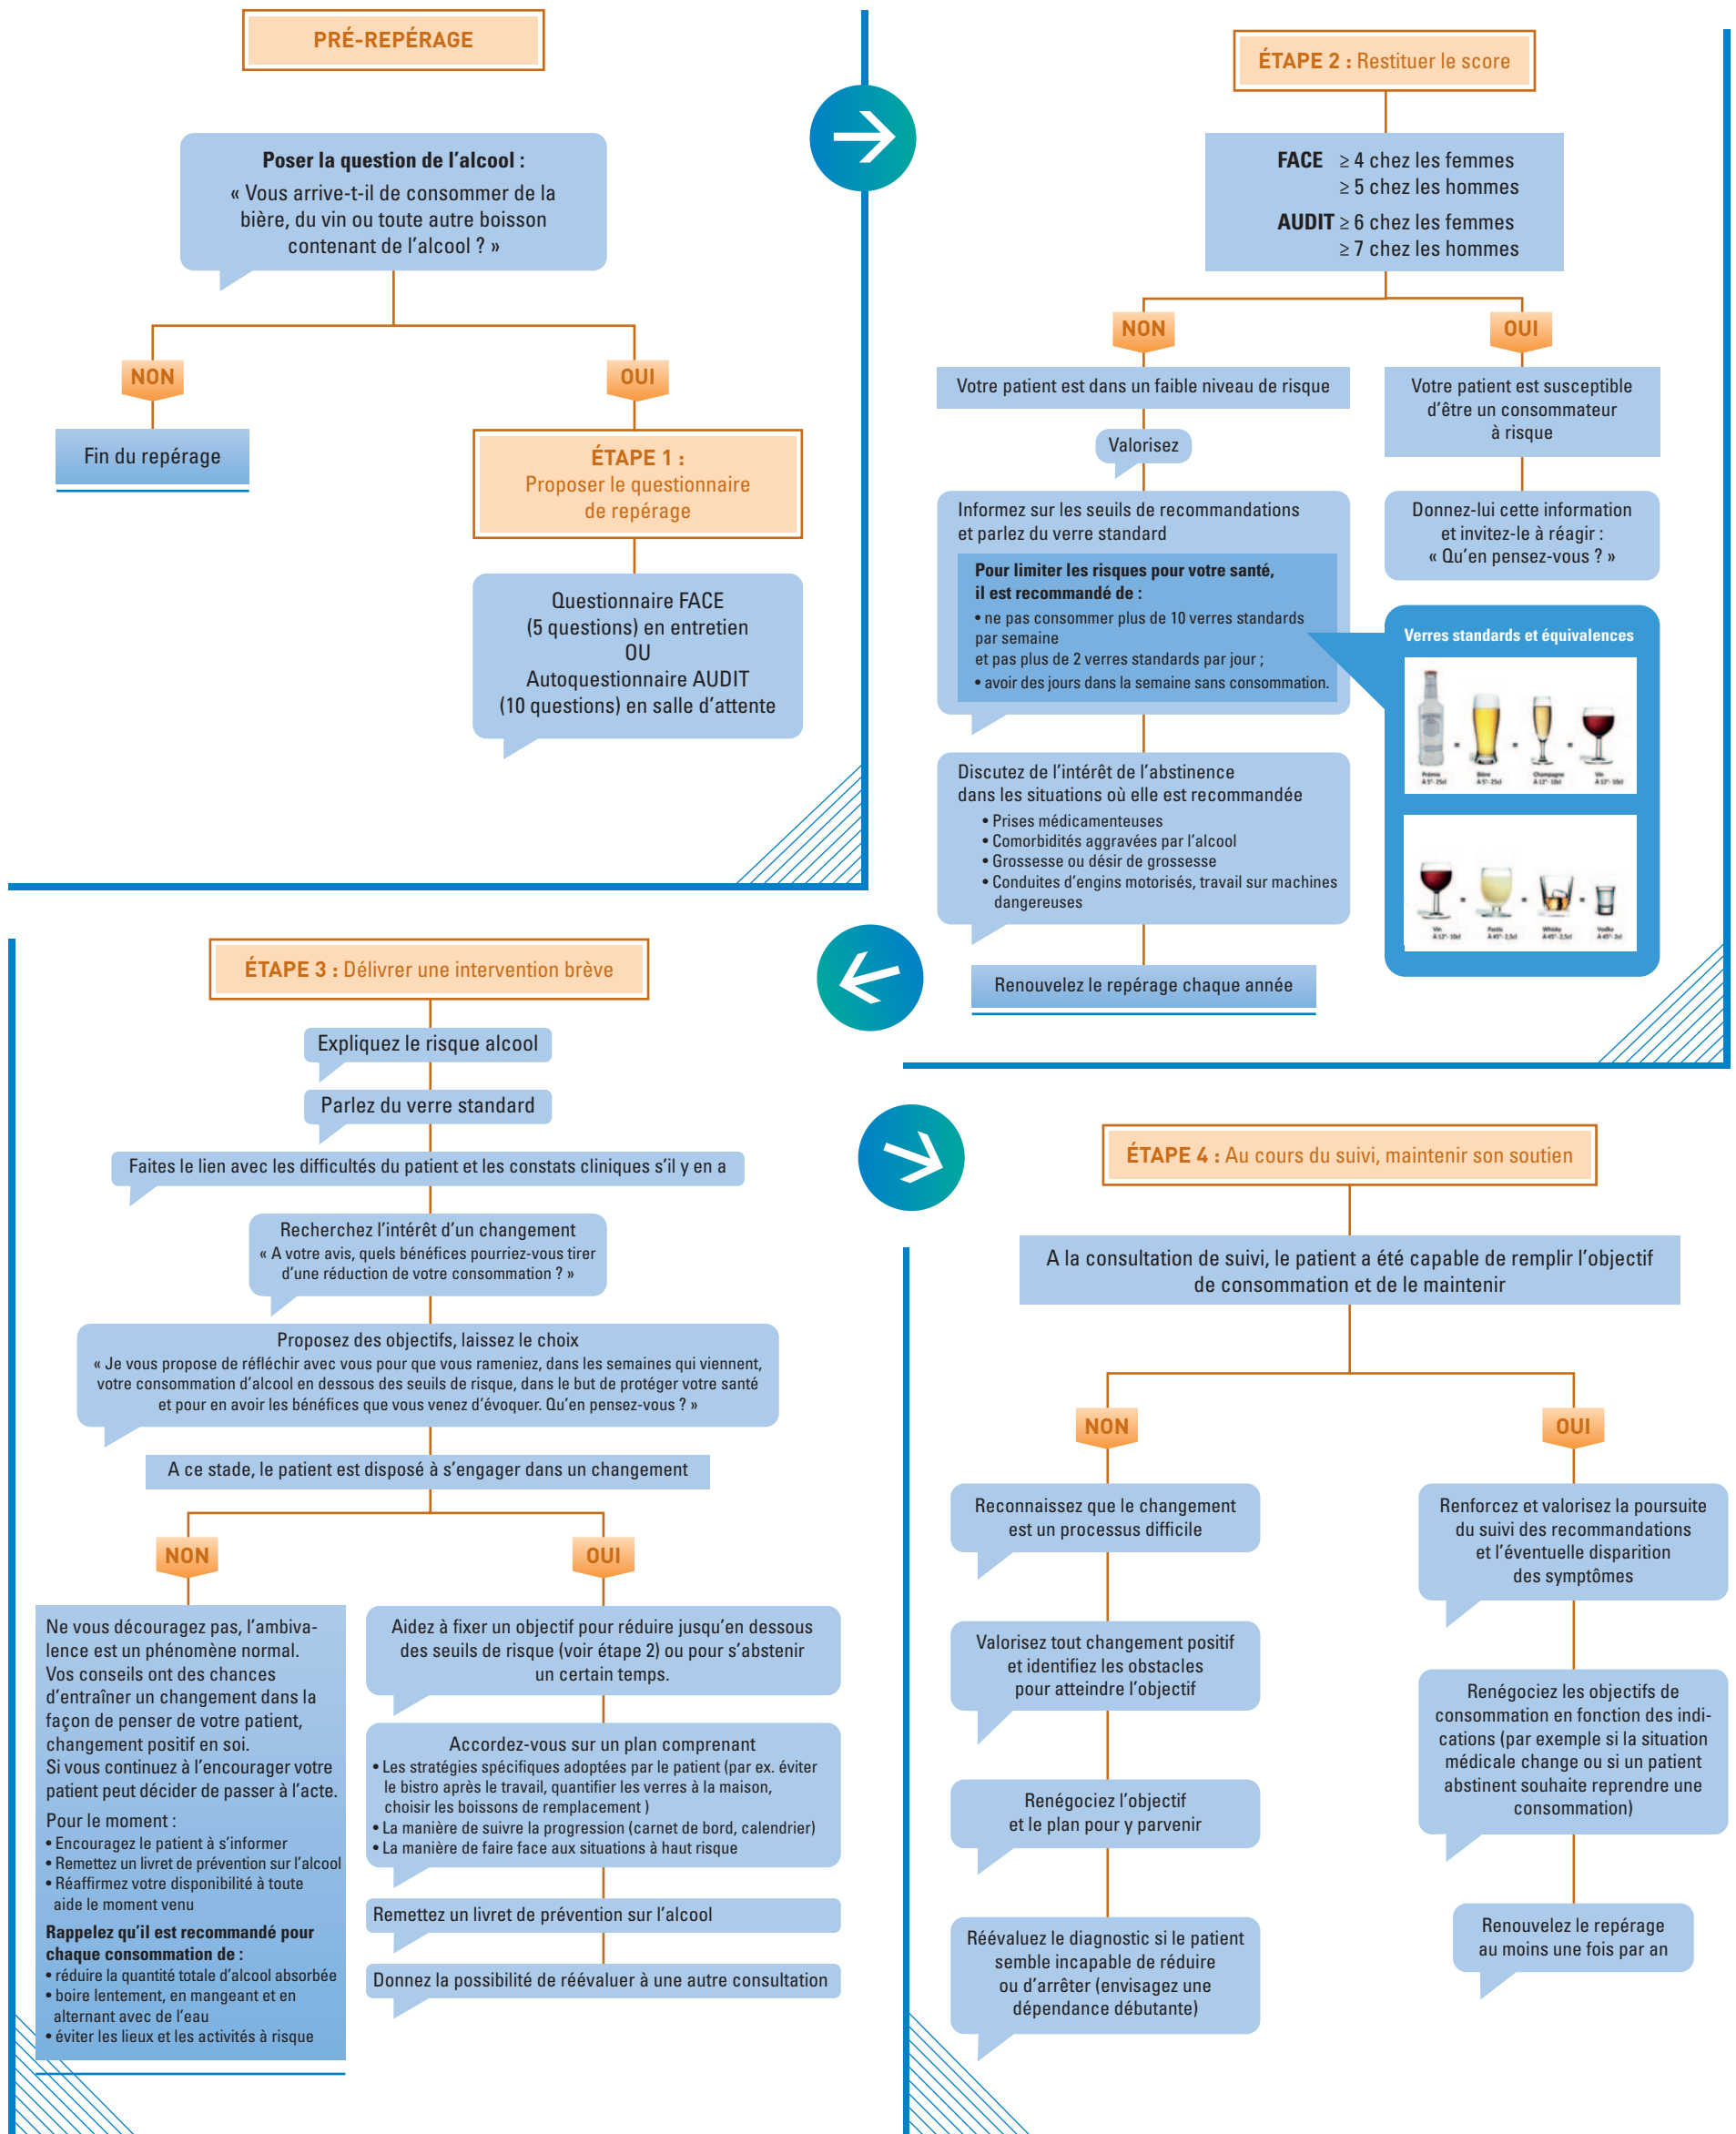 PRÉ-REPÉRAGE
Poser la question de l'alcool :
« Vous arrive-t-il de consommer de la
bière, du vin ou toute autre boisson
contenant de l'alcool ? »
NON
OUI
Fin du repérage
ÉTAPE 1 :
Proposer le questionnaire
de repérage
Questionnaire FACE
(5 questions) en entretien
OU
Autoquestionnaire AUDIT
(10 questions) en salle d'attente
ÉTAPE 2 : Restituer le score
FACE ≥ 4 chez les femmes
≥ 5 chez les hommes
AUDIT ≥ 6 chez les femmes
≥ 7 chez les hommes
NON
OUI
Votre patient est dans un faible niveau de risque
Valorisez
Informez sur les seuils de recommandations
et parlez du verre standard
Pour limiter les risques pour votre santé,
il est recommandé de :
• ne pas consommer plus de 10 verres standards
par semaine
et pas plus de 2 verres standards par jour ;
• avoir des jours dans la semaine sans consommation.
Discutez de l'intérêt de l'abstinence
dans les situations où elle est recommandée
• Prises médicamenteuses
• Comorbidités aggravées par l'alcool
• Grossesse ou désir de grossesse
• Conduites d'engins motorisés, travail sur machines
dangereuses
Renouvelez le repérage chaque année
Votre patient est susceptible
d'être un consommateur
à risque
Donnez-lui cette information
et invitez-le à réagir :
« Qu'en pensez-vous ? »
Verres standards et équivalences
= = =
Prémix Bière Champagne Vin
À 5°- 25cl À 5°- 25cl À 12°- 10cl À 12°- 10cl
= = =
Vin Pastis Whisky Vodka
À 12°- 10cl À 45°- 2,5cl À 45°- 2,5cl À 45°- 2cl
ÉTAPE 3 : Délivrer une intervention brève
Expliquez le risque alcool
Parlez du verre standard
Faites le lien avec les difficultés du patient et les constats cliniques s'il y en a
Recherchez l'intérêt d'un changement
« A votre avis, quels bénéfices pourriez-vous tirer
d'une réduction de votre consommation ? »
Proposez des objectifs, laissez le choix
« Je vous propose de réfléchir avec vous pour que vous rameniez, dans les semaines qui viennent,
votre consommation d'alcool en dessous des seuils de risque, dans le but de protéger votre santé
et pour en avoir les bénéfices que vous venez d'évoquer. Qu'en pensez-vous ? »
A ce stade, le patient est disposé à s'engager dans un changement
NON
OUI
Ne vous découragez pas, l'ambiva-
lence est un phénomène normal.
Vos conseils ont des chances
d'entraîner un changement dans la
façon de penser de votre patient,
changement positif en soi.
Si vous continuez à l'encourager votre
patient peut décider de passer à l'acte.
Pour le moment :
• Encouragez le patient à s'informer
• Remettez un livret de prévention sur l'alcool
• Réaffirmez votre disponibilité à toute
aide le moment venu
Rappelez qu'il est recommandé pour
chaque consommation de :
• réduire la quantité totale d'alcool absorbée
• boire lentement, en mangeant et en
alternant avec de l'eau
• éviter les lieux et les activités à risque
Aidez à fixer un objectif pour réduire jusqu'en dessous
des seuils de risque (voir étape 2) ou pour s'abstenir
un certain temps.
Accordez-vous sur un plan comprenant
• Les stratégies spécifiques adoptées par le patient (par ex. éviter
le bistro après le travail, quantifier les verres à la maison,
choisir les boissons de remplacement )
• La manière de suivre la progression (carnet de bord, calendrier)
• La manière de faire face aux situations à haut risque
Remettez un livret de prévention sur l'alcool
Donnez la possibilité de réévaluer à une autre consultation
ÉTAPE 4 : Au cours du suivi, maintenir son soutien
A la consultation de suivi, le patient a été capable de remplir l'objectif
de consommation et de le maintenir
NON
OUI
Reconnaissez que le changement
est un processus difficile
Valorisez tout changement positif
et identifiez les obstacles
pour atteindre l'objectif
Renégociez l'objectif
et le plan pour y parvenir
Réévaluez le diagnostic si le patient
semble incapable de réduire
ou d'arrêter (envisagez une
dépendance débutante)
Renforcez et valorisez la poursuite
du suivi des recommandations
et l'éventuelle disparition
des symptômes
Renégociez les objectifs de
consommation en fonction des indi-
cations (par exemple si la situation
médicale change ou si un patient
abstinent souhaite reprendre une
consommation)
Renouvelez le repérage
au moins une fois par an